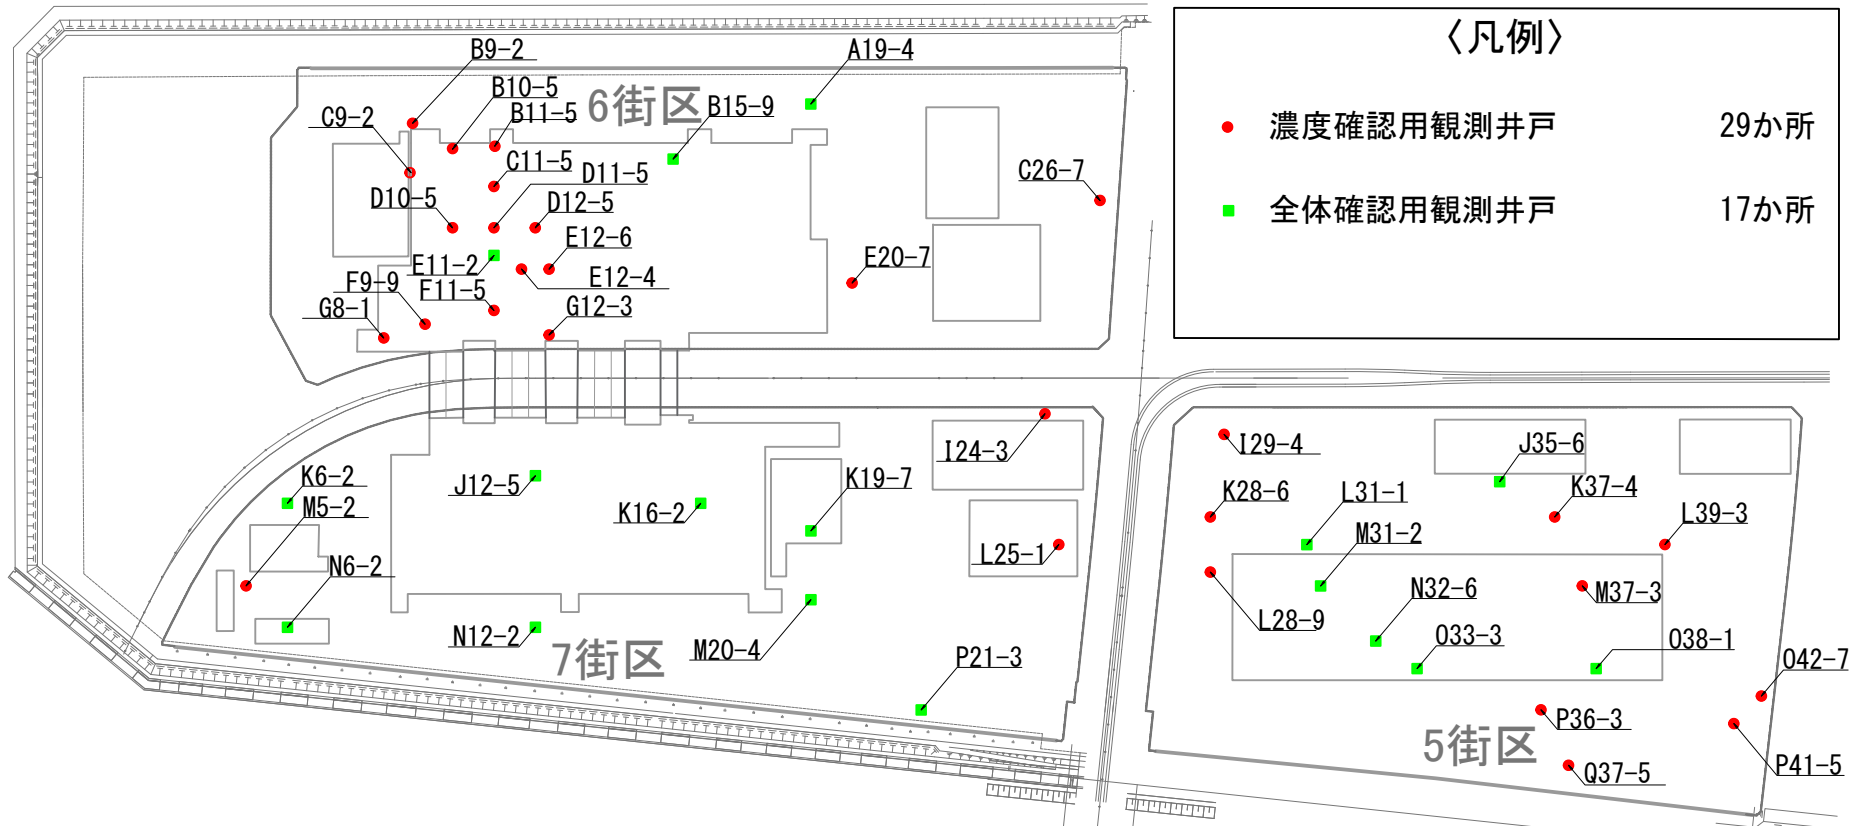 〈凡例〉
濃度確認用観測井戸 29か所
全体確認用観測井戸 17か所
6街区
B9-2
A19-4
B10-5
B11-5
B15-9
C9-2
C11-5
D11-5
C26-7
D10-5
D12-5
E12-6
E11-2
E12-4
E20-7
F9-9
F11-5
G8-1
G12-3
7街区
I24-3
K6-2
J12-5
K19-7
M5-2
K16-2
L25-1
N6-2
N12-2
M20-4
P21-3
5街区
I29-4
J35-6
K28-6
L31-1
K37-4
M31-2
L39-3
L28-9
N32-6
M37-3
O33-3
O38-1
O42-7
P36-3
Q37-5
P41-5